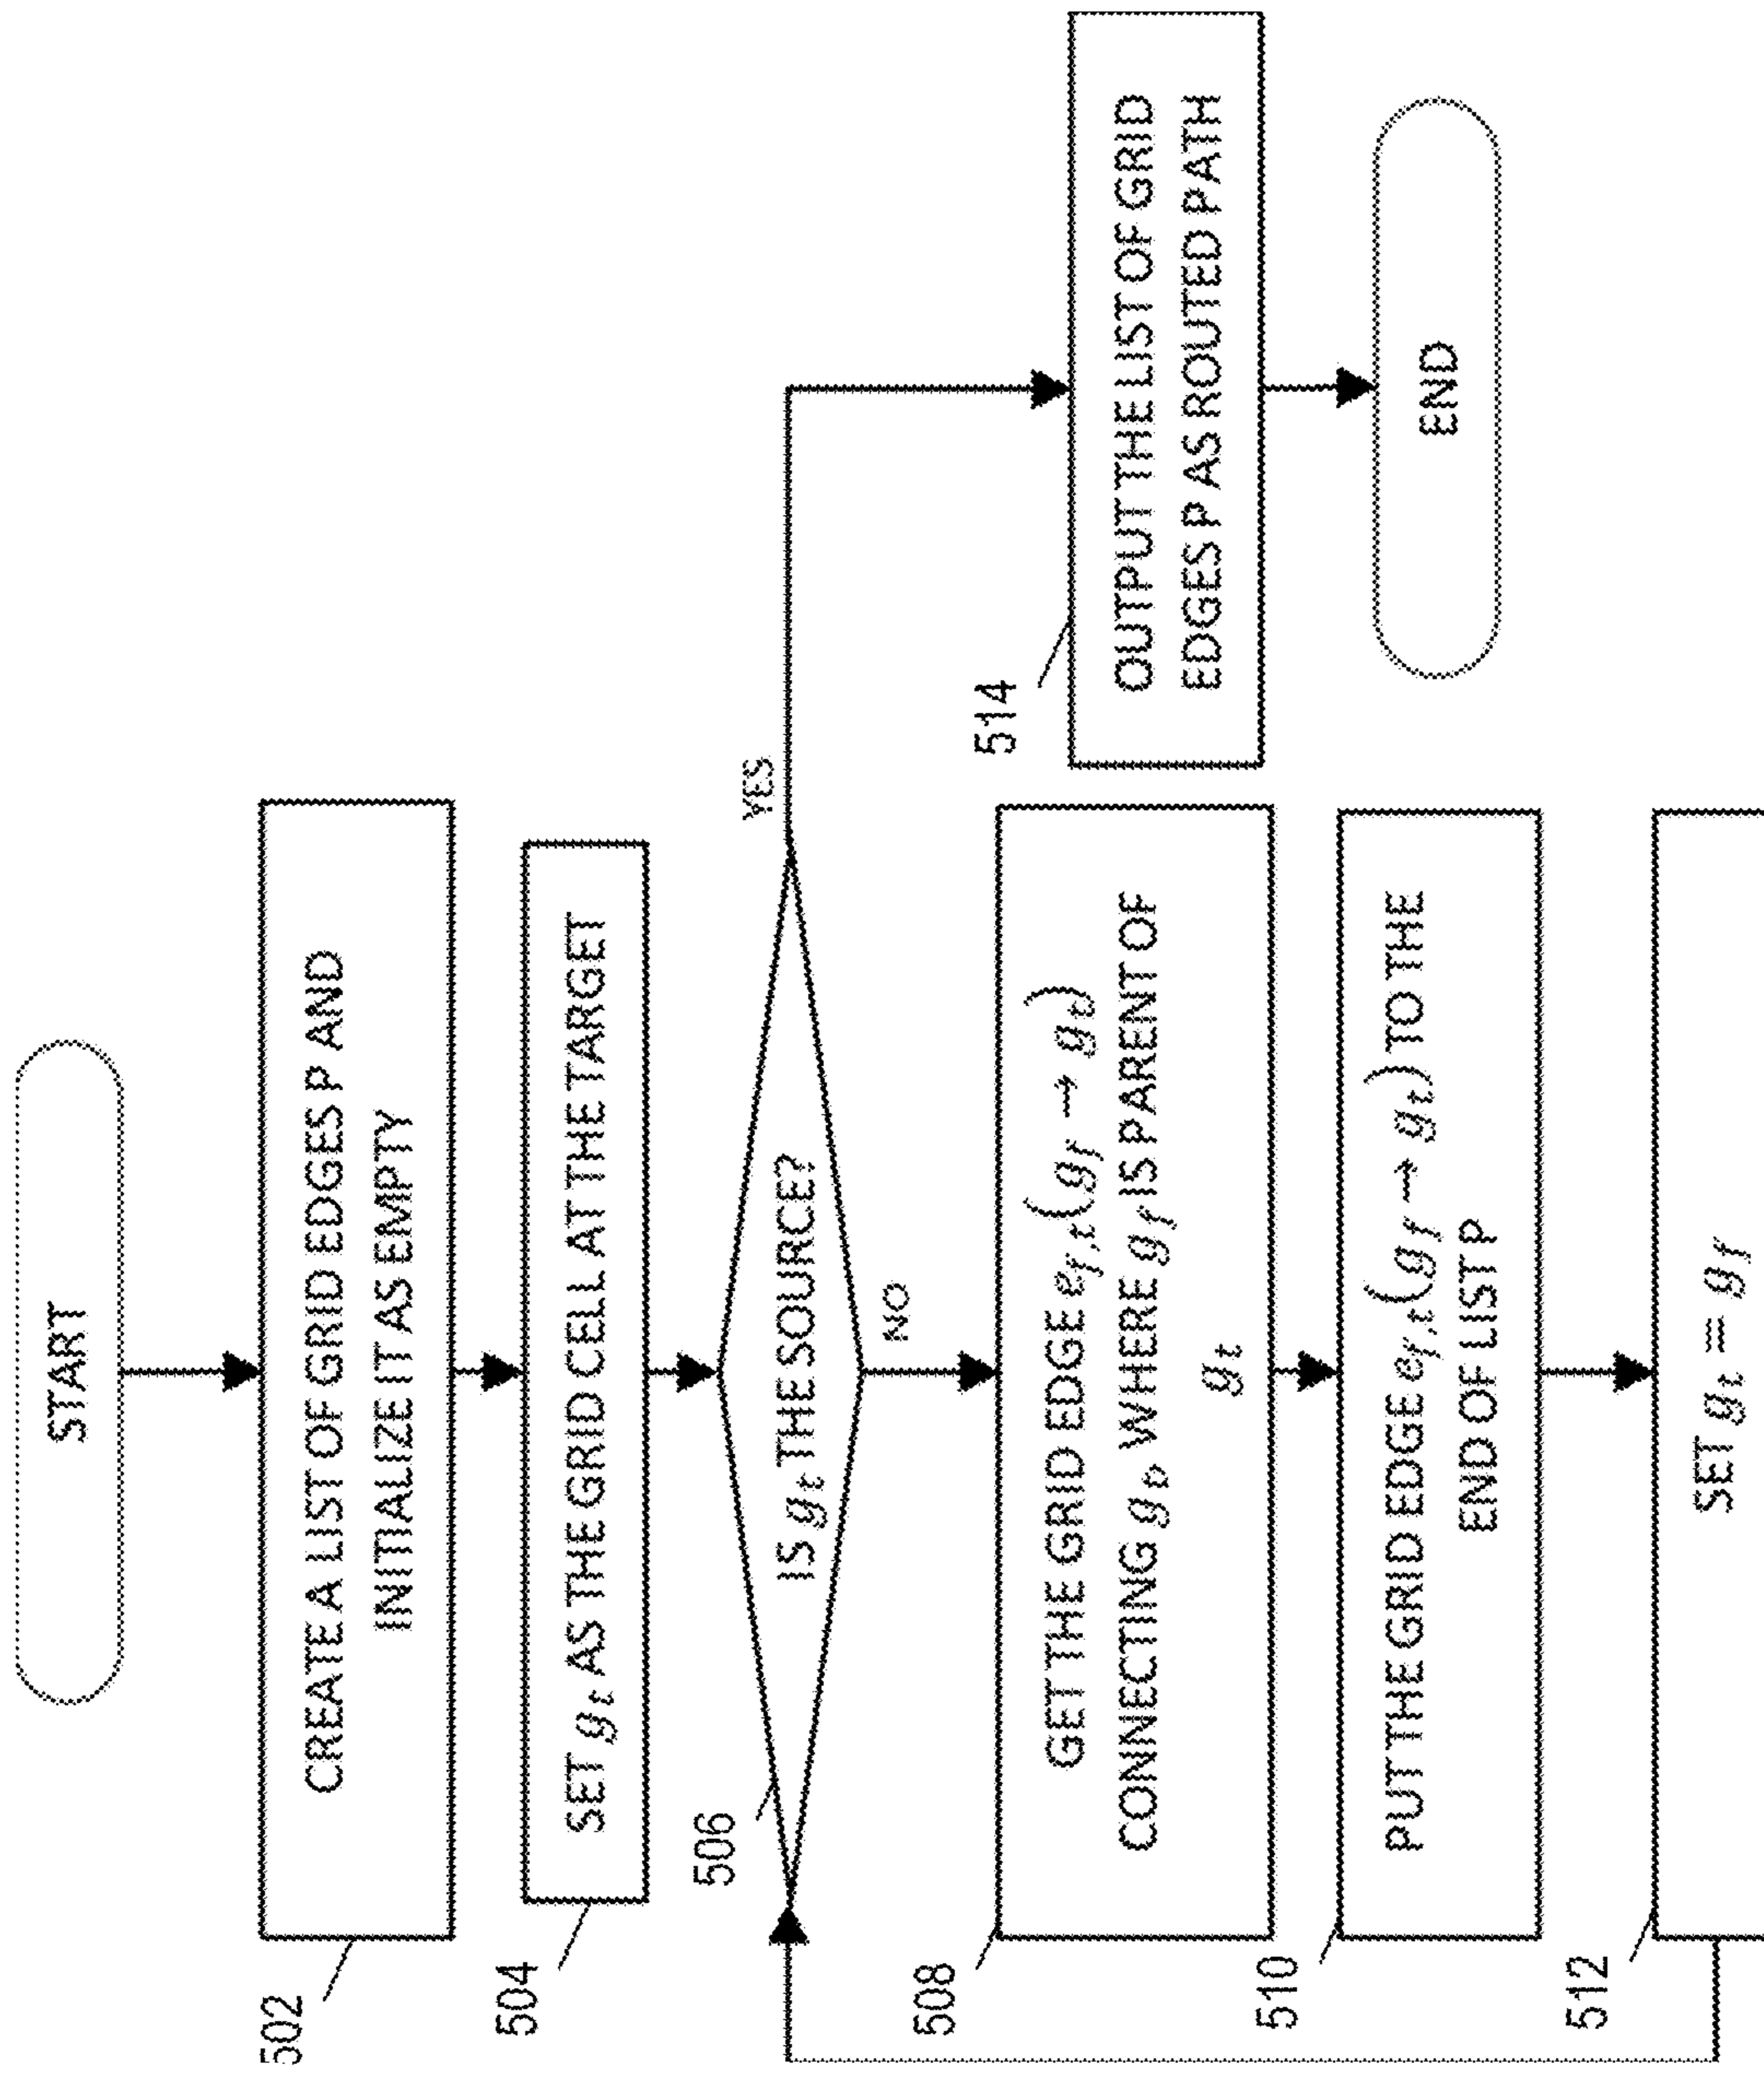 START
CREATE A LIST OF GRID EDGES P AND
INITIALIZE IT AS EMPTY
502
SET g_t AS THE GRID CELL AT THE TARGET
504
IS g_t THE SOURCE?
506
YES
NO
GET THE GRID EDGE e_{f,t}(g_f → g_t)
CONNECTING g_t, WHERE g_f IS PARENT OF
g_t
508
PUT THE GRID EDGE e_{f,t}(g_f → g_t) TO THE
END OF LIST P
510
SET g_t = g_f
512
OUTPUT THE LIST OF GRID
EDGES P AS ROUTED PATH
514
END